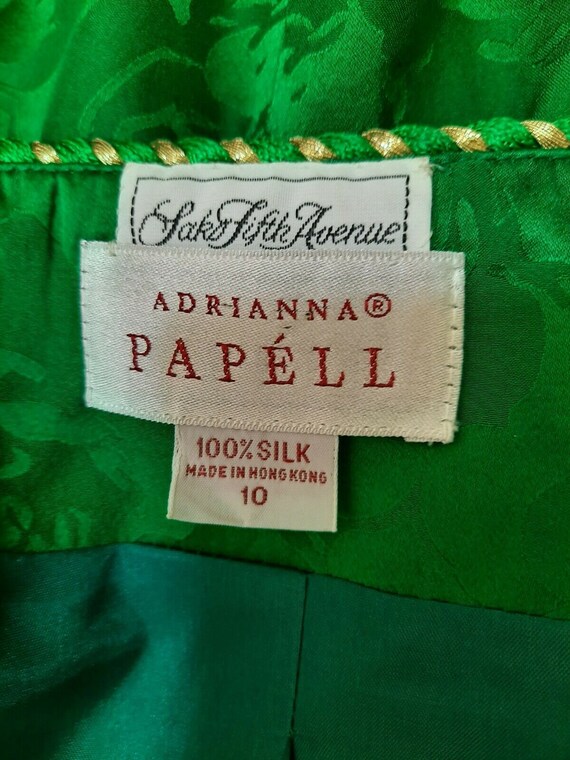 Saks Fifth Avenue
ADRIANNA®
PAPÉLL
100% SILK
MADE IN HONG KONG
10